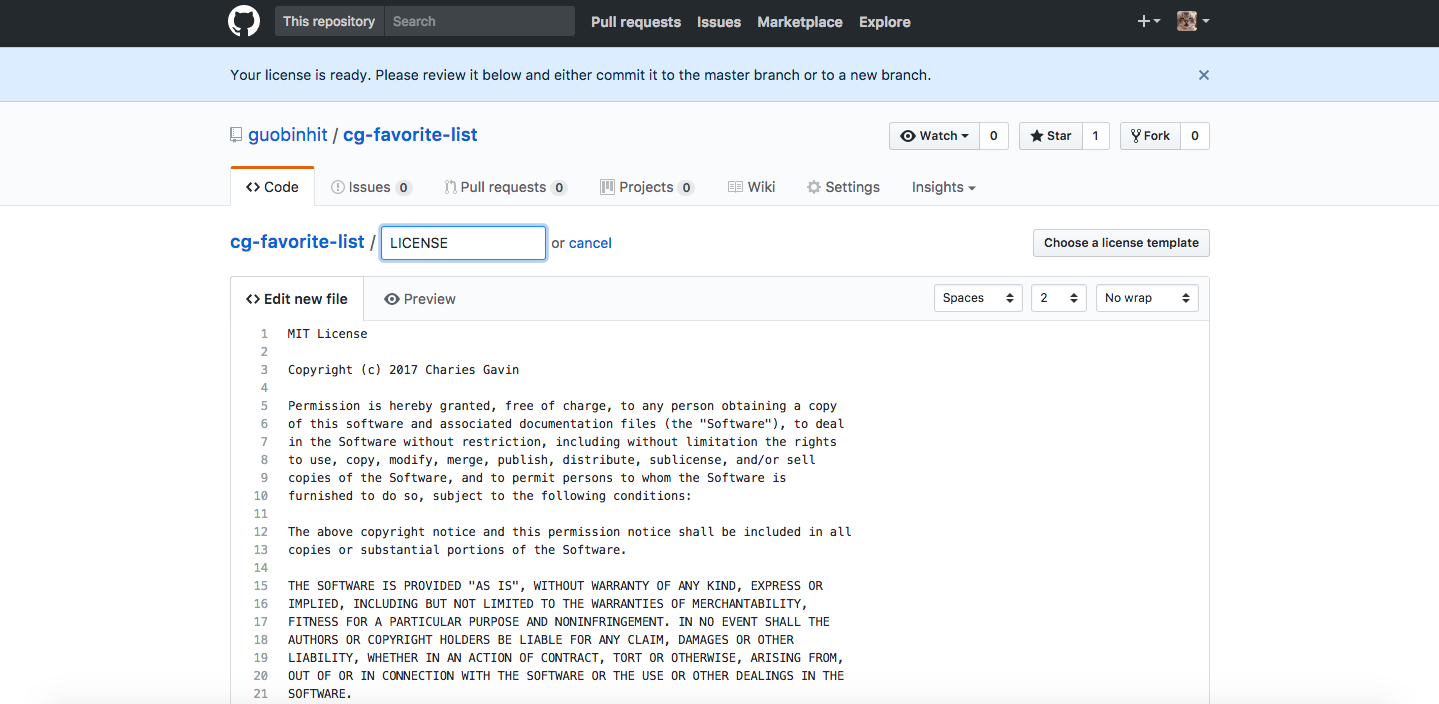 This repository Search Pull requests Issues Marketplace Explore
Your license is ready. Please review it below and either commit it to the master branch or to a new branch.
guobinhit / cg-favorite-list Watch 0 Star 1 Fork 0
Code Issues 0 Pull requests 0 Projects 0 Wiki Settings Insights
cg-favorite-list / LICENSE or cancel Choose a license template
<> Edit new file Preview Spaces 2 No wrap
1 MIT License
2
3 Copyright (c) 2017 Charies Gavin
4
5 Permission is hereby granted, free of charge, to any person obtaining a copy
6 of this software and associated documentation files (the "Software"), to deal
7 in the Software without restriction, including without limitation the rights
8 to use, copy, modify, merge, publish, distribute, sublicense, and/or sell
9 copies of the Software, and to permit persons to whom the Software is
10 furnished to do so, subject to the following conditions:
11
12 The above copyright notice and this permission notice shall be included in all
13 copies or substantial portions of the Software.
14
15 THE SOFTWARE IS PROVIDED "AS IS", WITHOUT WARRANTY OF ANY KIND, EXPRESS OR
16 IMPLIED, INCLUDING BUT NOT LIMITED TO THE WARRANTIES OF MERCHANTABILITY,
17 FITNESS FOR A PARTICULAR PURPOSE AND NONINFRINGEMENT. IN NO EVENT SHALL THE
18 AUTHORS OR COPYRIGHT HOLDERS BE LIABLE FOR ANY CLAIM, DAMAGES OR OTHER
19 LIABILITY, WHETHER IN AN ACTION OF CONTRACT, TORT OR OTHERWISE, ARISING FROM,
20 OUT OF OR IN CONNECTION WITH THE SOFTWARE OR THE USE OR OTHER DEALINGS IN THE
21 SOFTWARE.